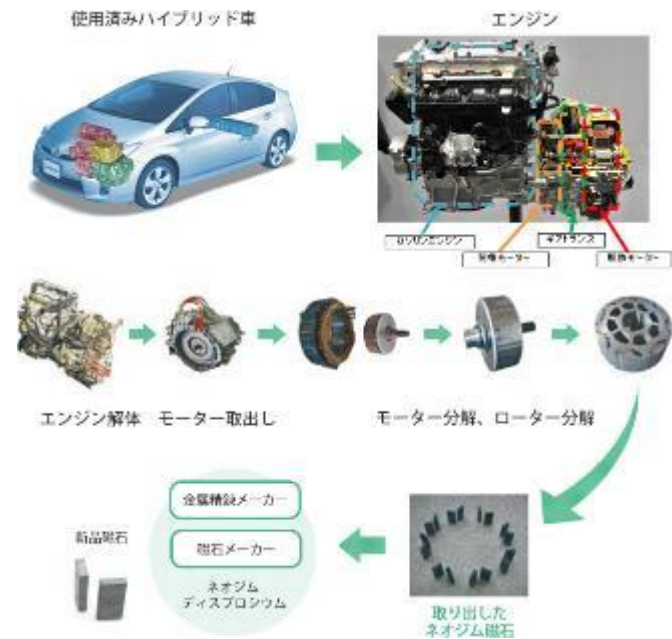 使用済みハイブリッド車
エンジン
ガソリンエンジン
発電モーター
ギアトランス
駆動モーター
エンジン解体 モーター取出し
モーター分解、ローター分解
金属精錬メーカー
新品磁石
磁石メーカー
ネオジム
ディスプロシウム
取り出した
ネオジム磁石